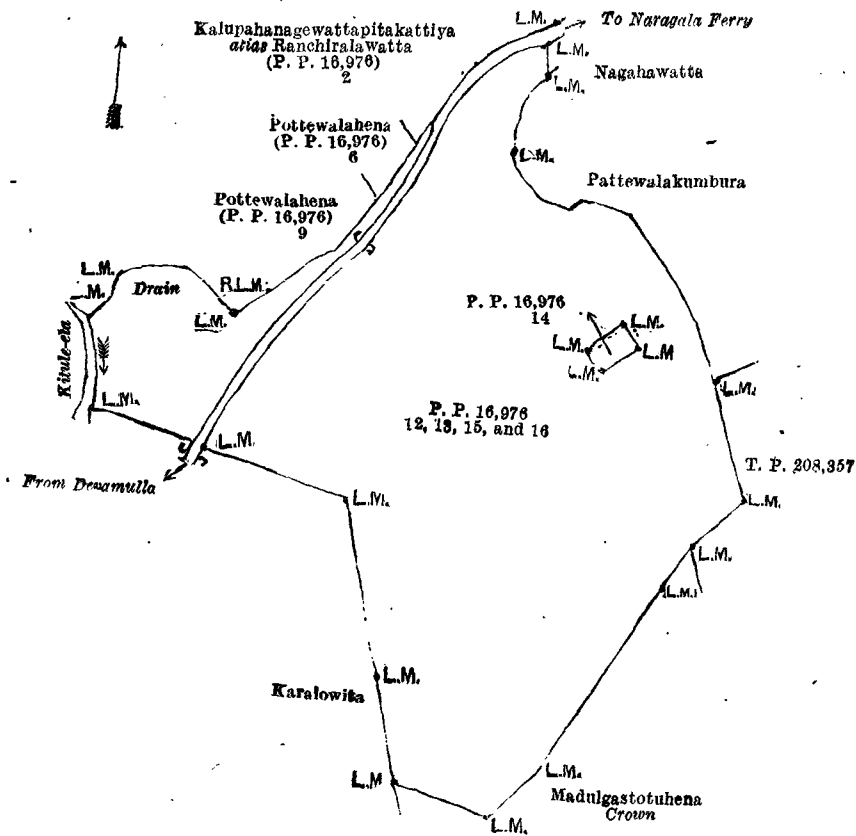 L.M.
To Naragala Ferry
Kalupahanagewattapitakattiya
alias Ranchiralawatta
(P. P. 16,976)
2
L.M.
Nagahawatta
L.M.
Pottewalahena
(P. P. 16,976)
6
L.M.
Pattewalakumbura
Pottewalahena
(P. P. 16,976)
9
L.M.
L.M.
Drain
R.L.M.
L.M.
P. P. 16,976
14
L.M.
L.M.
L.M
L.M.
Kitule-ela
L.M.
L.M.
P. P. 16,976
12, 13, 15, and 16
L.M.
T. P. 208,357
From Dewamulla
L.M.
L.M.
L.M.
L.M.
L.M.
Karalowita
L.M
L.M.
Madulgastotuhena
Crown
L.M.